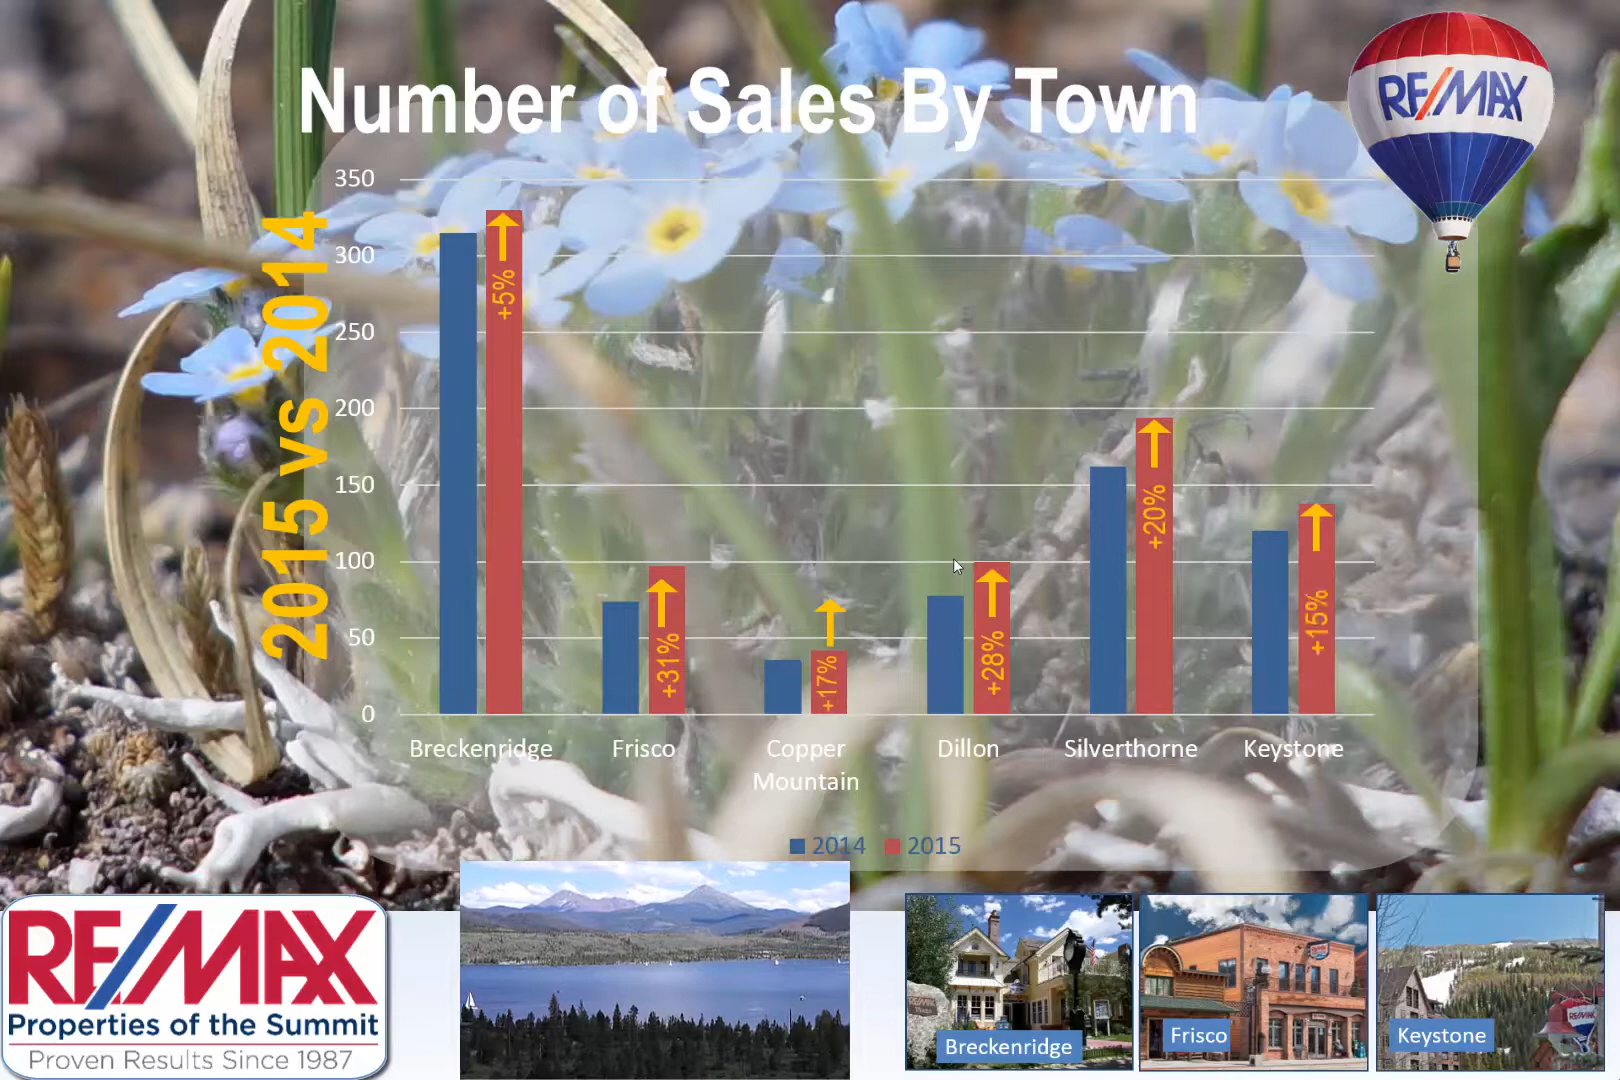 Number of Sales By Town
RE/MAX
2015 vs 2014
350
300
250
200
150
100
50
0
+5%
+31%
+17%
+28%
+20%
+15%
Breckenridge
Frisco
Copper
Mountain
Dillon
Silverthorne
Keystone
2014
2015
RE/MAX
Properties of the Summit
Proven Results Since 1987
Breckenridge
Frisco
Keystone
RE/MAX